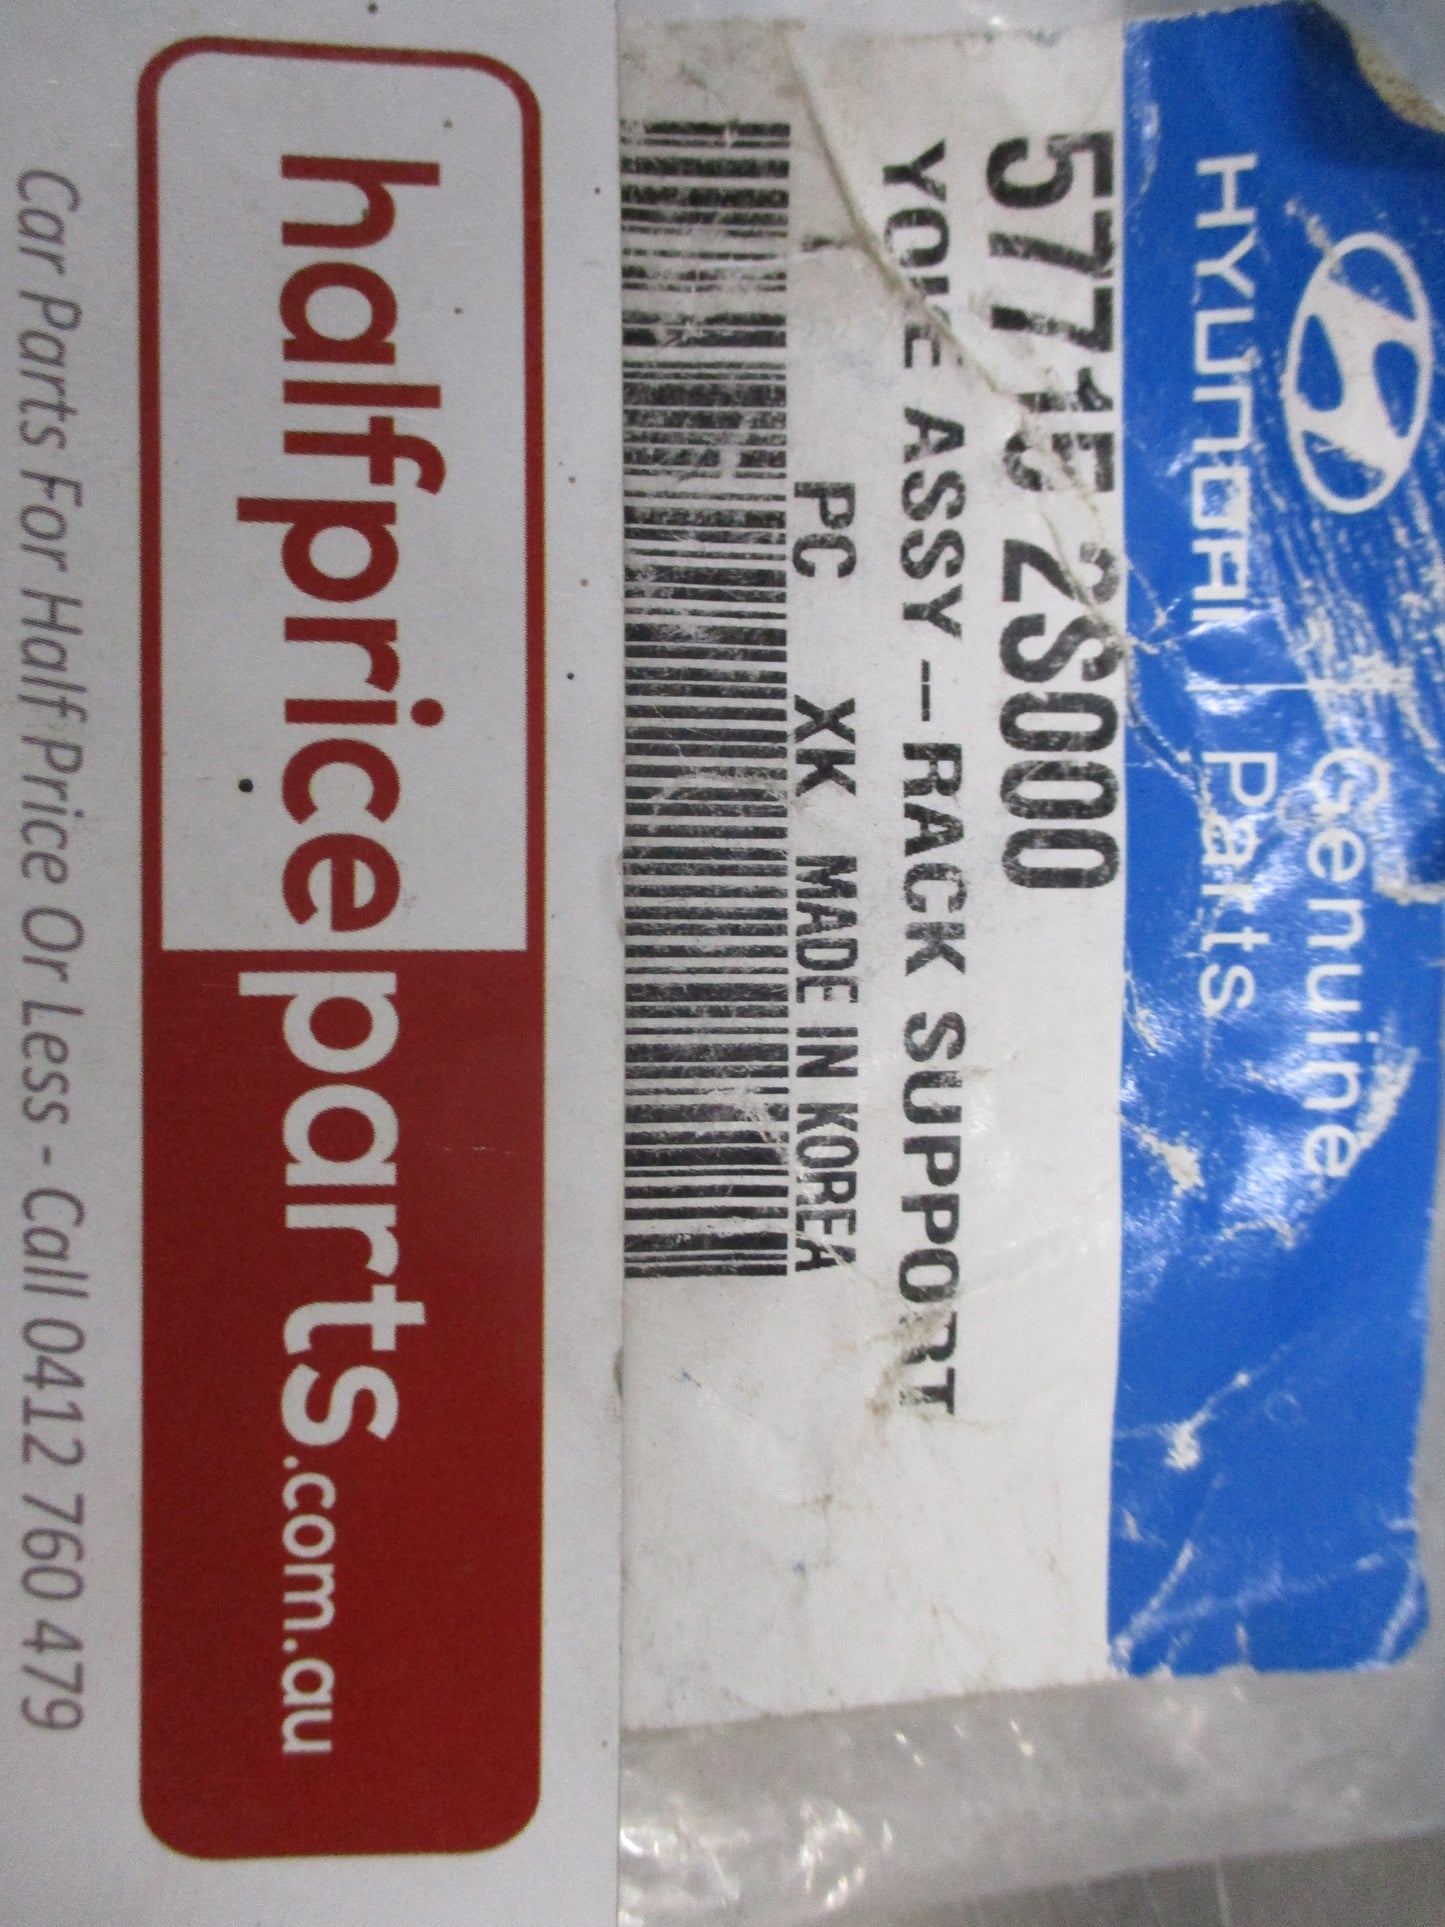 HYUNDAI
Genuine
Parts
57715 2S000
YOKE ASSY–RACK SUPPORT
PC XK MADE IN KOREA
halfpriceparts.com.au
Car Parts For Half Price Or Less - Call 0412 760 479